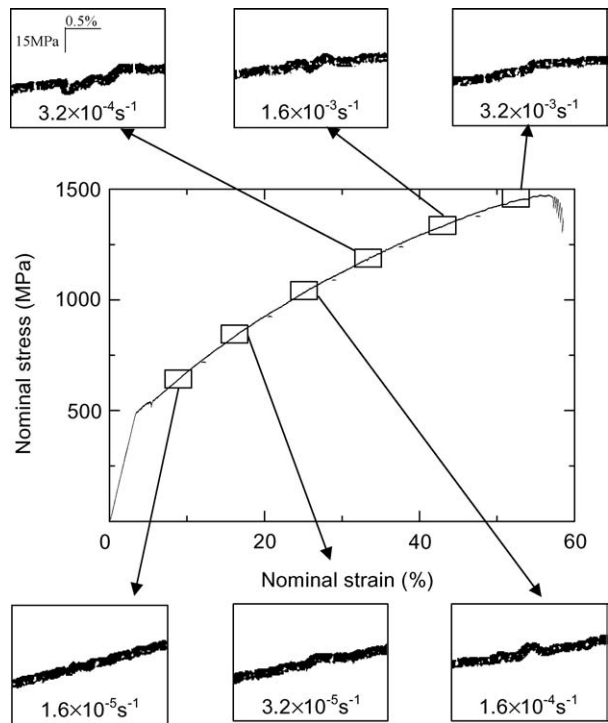 0.5%
15MPa
3.2×10⁻⁴s⁻¹
1.6×10⁻³s⁻¹
3.2×10⁻³s⁻¹
1500
1000
500
Nominal stress (MPa)
0 20 40 60
Nominal strain (%)
1.6×10⁻⁵s⁻¹
3.2×10⁻⁵s⁻¹
1.6×10⁻⁴s⁻¹